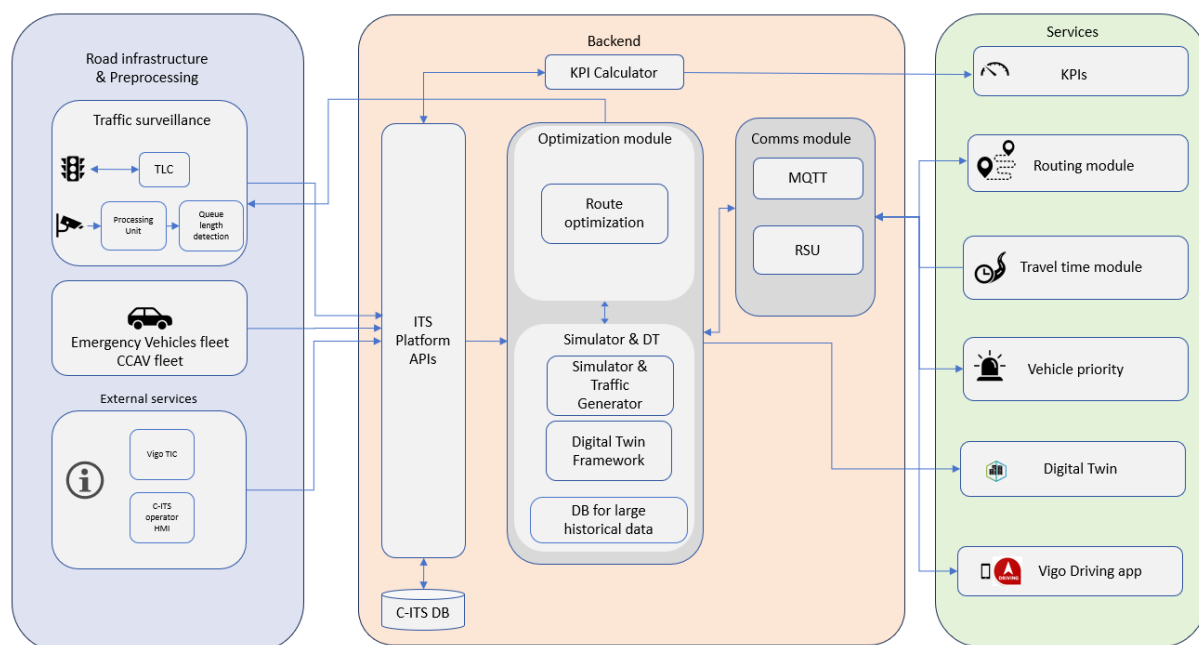 Road infrastructure
& Preprocessing
Traffic surveillance
TLC
Processing
Unit
Queue
length
detection
Emergency Vehicles fleet
CCAV fleet
External services
Vigo TIC
C-ITS
operator
HMI
Backend
KPI Calculator
ITS
Platform
APIs
C-ITS DB
Optimization module
Route
optimization
Simulator & DT
Simulator &
Traffic
Generator
Digital Twin
Framework
DB for large
historical data
Comms module
MQTT
RSU
Services
KPIs
Routing module
Travel time module
Vehicle priority
Digital Twin
DRIVING
Vigo Driving app